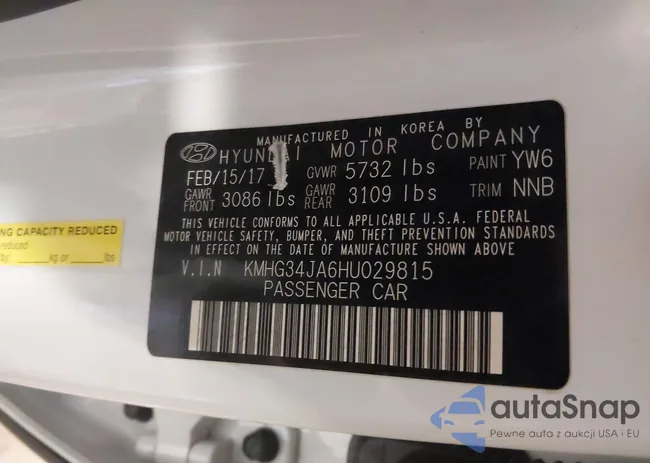 MANUFACTURED IN KOREA BY
HYUNDAI MOTOR COMPANY
FEB/15/17 GVWR 5732 lbs PAINT YW6
GAWR FRONT 3086 lbs GAWR REAR 3109 lbs TRIM NNB
THIS VEHICLE CONFORMS TO ALL APPLICABLE U.S.A. FEDERAL
MOTOR VEHICLE SAFETY, BUMPER, AND THEFT PREVENTION STANDARDS
IN EFFECT ON THE DATE OF MANUFACTURE SHOWN ABOVE
V.I.N KMHG34JA6HU029815
PASSENGER CAR
NG CAPACITY REDUCED
reduced
by: kg or lbs
autaSnap
Pewne auta z aukcji USA i EU